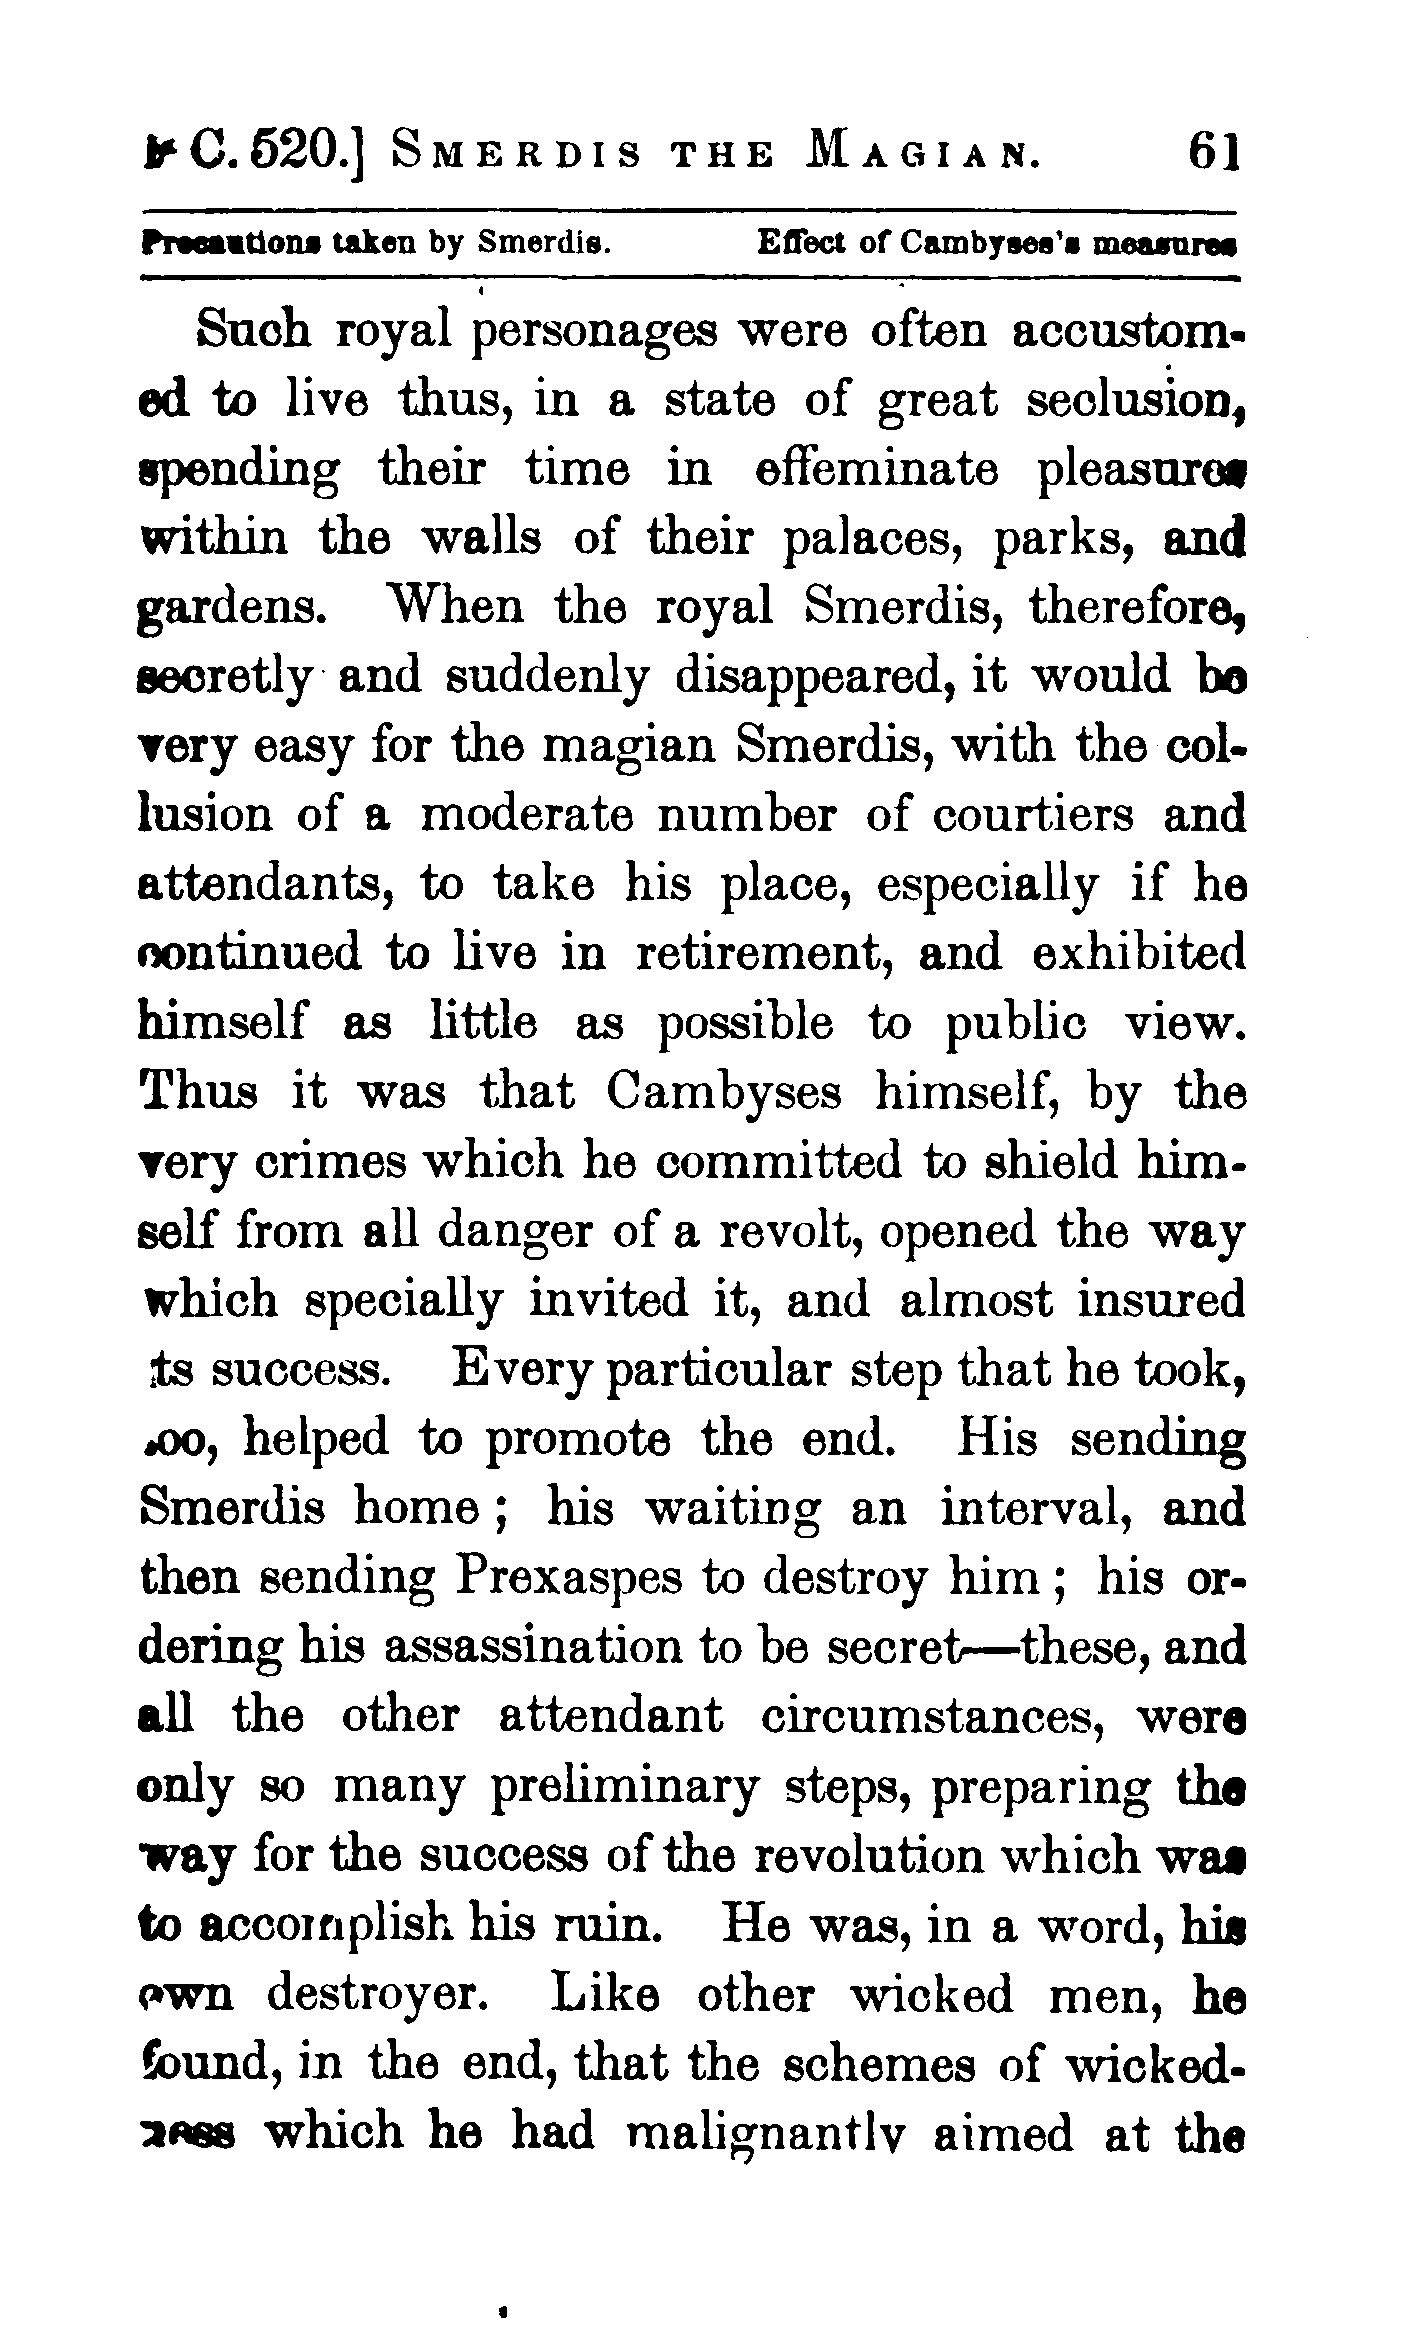 B.C. 520.] SMERDIS THE MAGIAN. 61
Precautions taken by Smerdis. Effect of Cambyses's measures
Such royal personages were often accustom-
ed to live thus, in a state of great seclusion,
spending their time in effeminate pleasures
within the walls of their palaces, parks, and
gardens. When the royal Smerdis, therefore,
secretly and suddenly disappeared, it would be
very easy for the magian Smerdis, with the col-
lusion of a moderate number of courtiers and
attendants, to take his place, especially if he
continued to live in retirement, and exhibited
himself as little as possible to public view.
Thus it was that Cambyses himself, by the
very crimes which he committed to shield him-
self from all danger of a revolt, opened the way
which specially invited it, and almost insured
its success. Every particular step that he took,
too, helped to promote the end. His sending
Smerdis home ; his waiting an interval, and
then sending Prexaspes to destroy him ; his or-
dering his assassination to be secret—these, and
all the other attendant circumstances, were
only so many preliminary steps, preparing the
way for the success of the revolution which was
to accomplish his ruin. He was, in a word, his
own destroyer. Like other wicked men, he
found, in the end, that the schemes of wicked-
ness which he had malignantly aimed at the